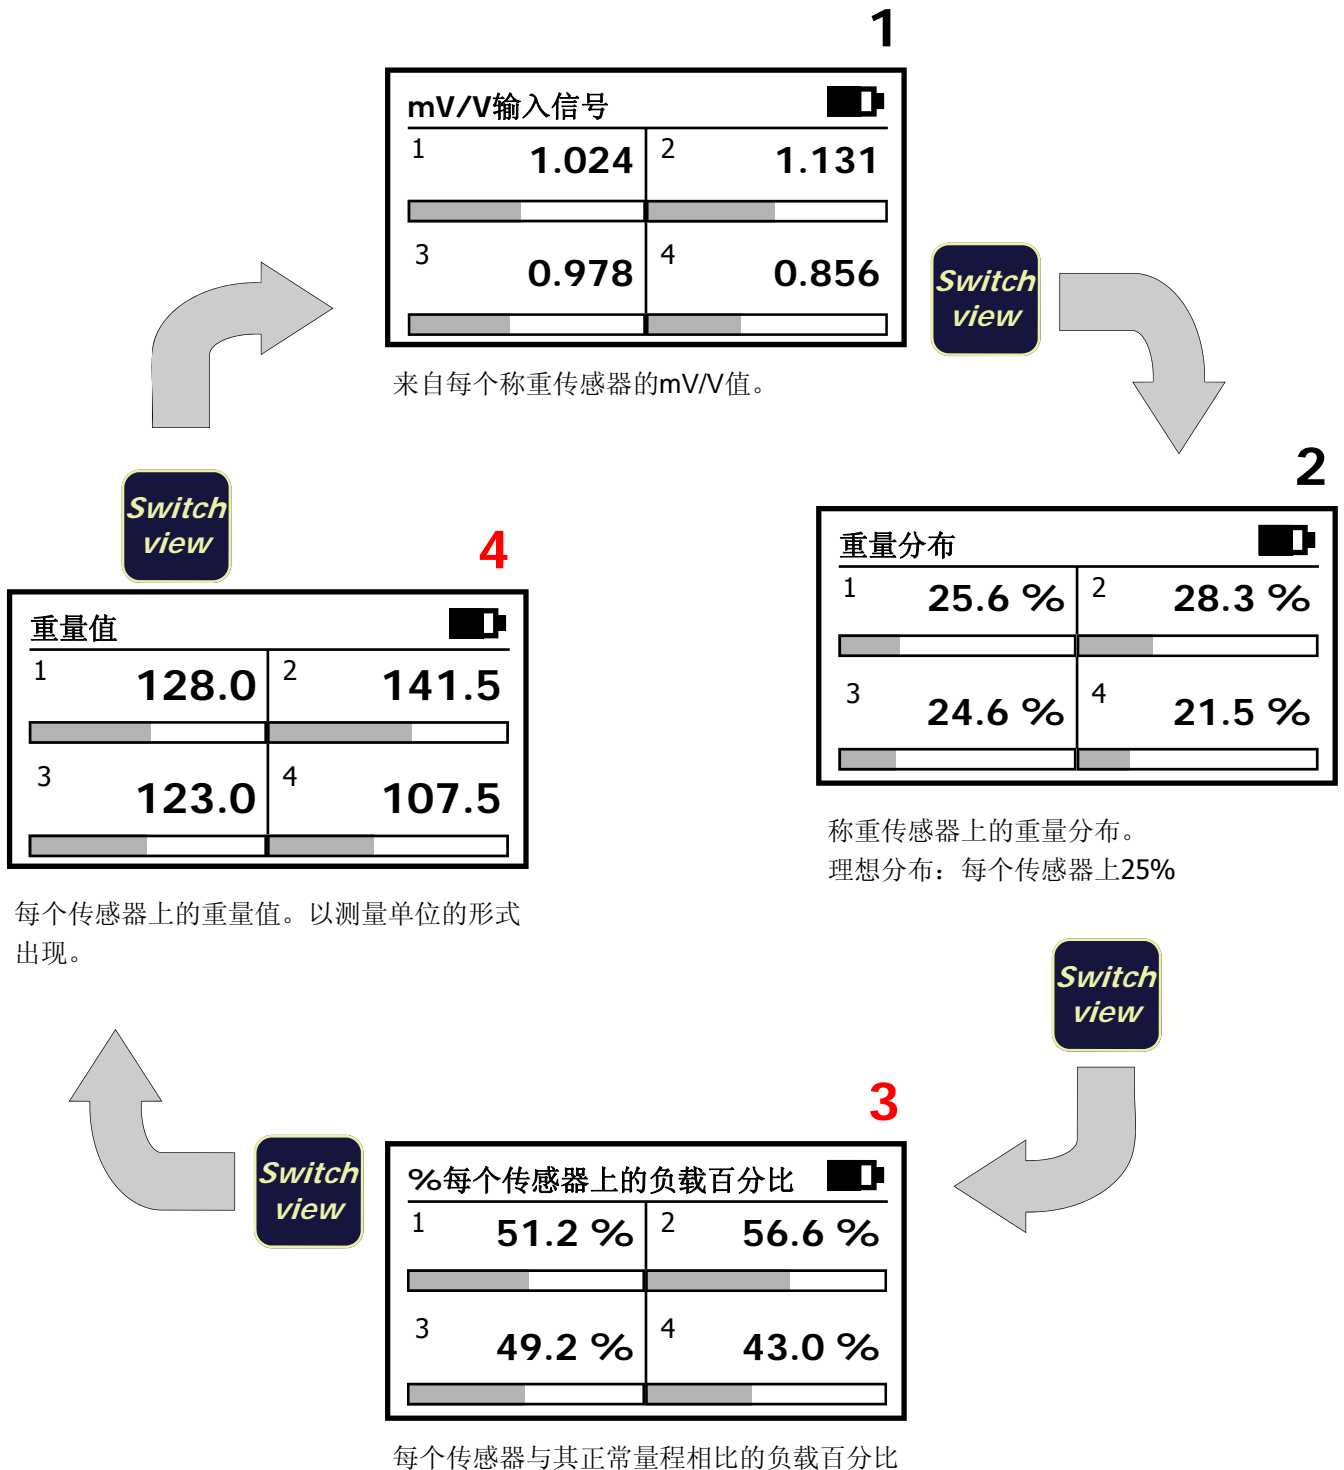 1
mV/V输入信号
1 1.024 2 1.131
3 0.978 4 0.856
来自每个称重传感器的mV/V值。
Switch
view
2
重量分布
1 25.6 % 2 28.3 %
3 24.6 % 4 21.5 %
称重传感器上的重量分布。
理想分布：每个传感器上25%
Switch
view
3
%每个传感器上的负载百分比
1 51.2 % 2 56.6 %
3 49.2 % 4 43.0 %
每个传感器与其正常量程相比的负载百分比
Switch
view
4
重量值
1 128.0 2 141.5
3 123.0 4 107.5
每个传感器上的重量值。以测量单位的形式
出现。
Switch
view